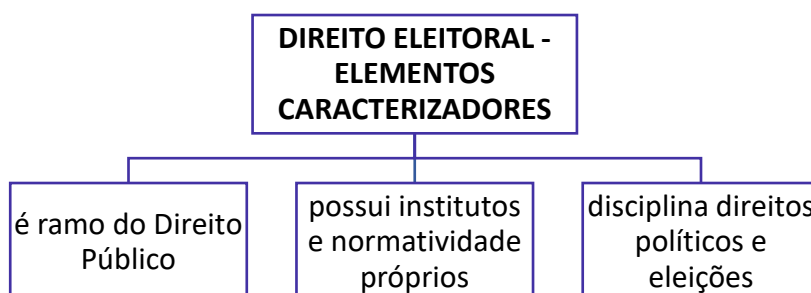 DIREITO ELEITORAL -
ELEMENTOS
CARACTERIZADORES
é ramo do Direito
Público
possui institutos
e normatividade
próprios
disciplina direitos
políticos e
eleições